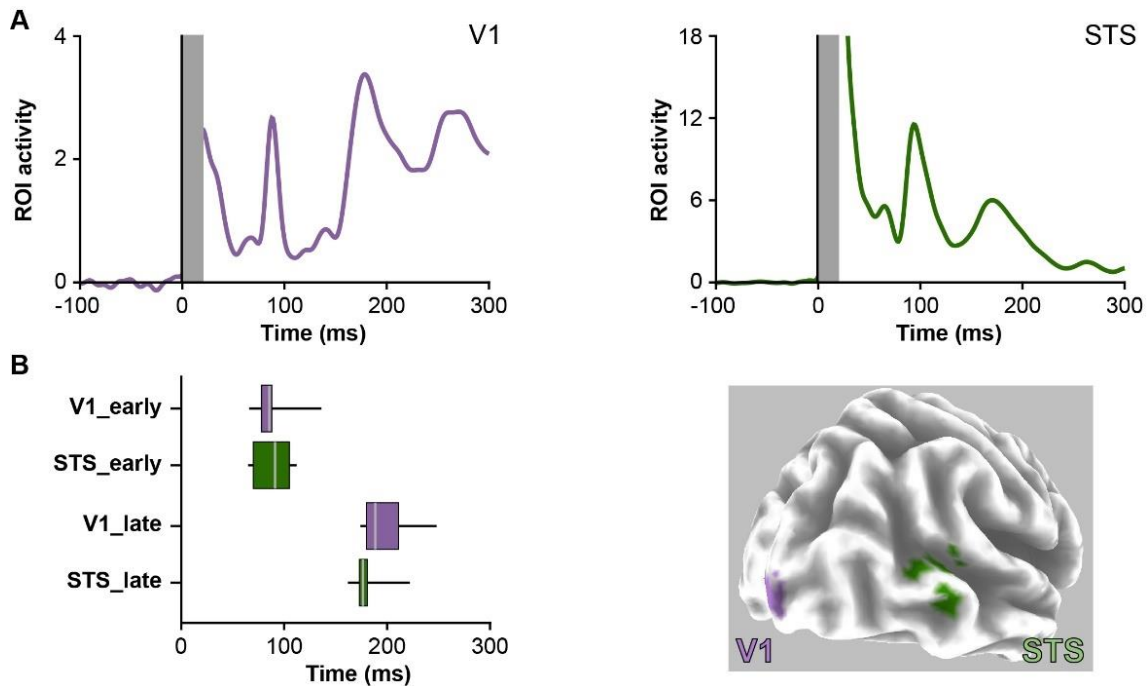 A
V1
ROI activity
4
2
0
-100
0
100
200
300
Time (ms)
STS
ROI activity
18
12
6
0
-100
0
100
200
300
Time (ms)
B
V1_early
STS_early
V1_late
STS_late
0
100
200
300
Time (ms)
V1
STS